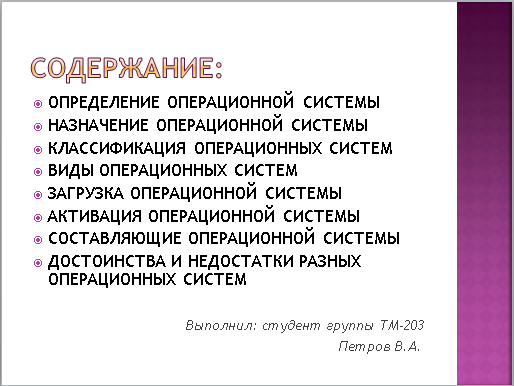 СОДЕРЖАНИЕ:
ОПРЕДЕЛЕНИЕ ОПЕРАЦИОННОЙ СИСТЕМЫ
НАЗНАЧЕНИЕ ОПЕРАЦИОННОЙ СИСТЕМЫ
КЛАССИФИКАЦИЯ ОПЕРАЦИОННЫХ СИСТЕМ
ВИДЫ ОПЕРАЦИОННЫХ СИСТЕМ
ЗАГРУЗКА ОПЕРАЦИОННОЙ СИСТЕМЫ
АКТИВАЦИЯ ОПЕРАЦИОННОЙ СИСТЕМЫ
СОСТАВЛЯЮЩИЕ ОПЕРАЦИОННОЙ СИСТЕМЫ
ДОСТОИНСТВА И НЕДОСТАТКИ РАЗНЫХ
ОПЕРАЦИОННЫХ СИСТЕМ
Выполнил: студент группы ТМ-203
Петров В.А.